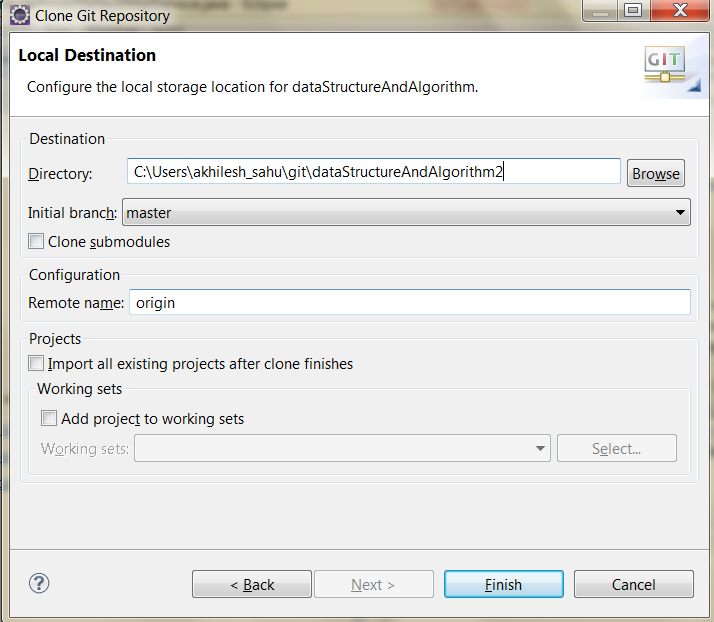 Clone Git Repository
Local Destination
GIT
Configure the local storage location for dataStructureAndAlgorithm.
Destination
Directory: C:\Users\akhilesh_sahu\git\dataStructureAndAlgorithm2 Browse
Initial branch: master
Clone submodules
Configuration
Remote name: origin
Projects
Import all existing projects after clone finishes
Working sets
Add project to working sets
Working sets: Select...
? < Back Next > Finish Cancel